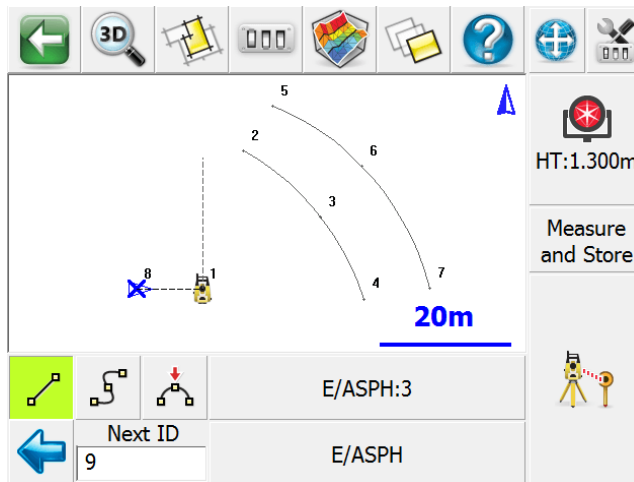 3D
5
2
6
HT:1.300m
3
Measure
and Store
8
1
7
4
20m
E/ASPH:3
Next ID
9
E/ASPH